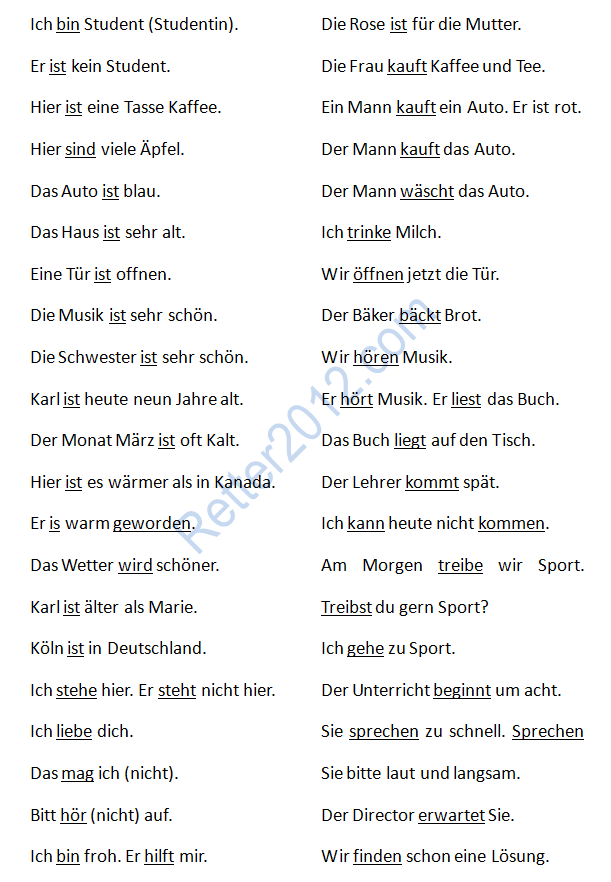 Ich bin Student (Studentin).
Er ist kein Student.
Hier ist eine Tasse Kaffee.
Hier sind viele Äpfel.
Das Auto ist blau.
Das Haus ist sehr alt.
Eine Tür ist offnen.
Die Musik ist sehr schön.
Die Schwester ist sehr schön.
Karl ist heute neun Jahre alt.
Der Monat März ist oft Kalt.
Hier ist es wärmer als in Kanada.
Er is warm geworden.
Das Wetter wird schöner.
Karl ist älter als Marie.
Köln ist in Deutschland.
Ich stehe hier. Er steht nicht hier.
Ich liebe dich.
Das mag ich (nicht).
Bitt hör (nicht) auf.
Ich bin froh. Er hilft mir.
Die Rose ist für die Mutter.
Die Frau kauft Kaffee und Tee.
Ein Mann kauft ein Auto. Er ist rot.
Der Mann kauft das Auto.
Der Mann wäscht das Auto.
Ich trinke Milch.
Wir öffnen jetzt die Tür.
Der Bäker bäckt Brot.
Wir hören Musik.
Er hört Musik. Er liest das Buch.
Das Buch liegt auf den Tisch.
Der Lehrer kommt spät.
Ich kann heute nicht kommen.
Am Morgen treibe wir Sport.
Treibst du gern Sport?
Ich gehe zu Sport.
Der Unterricht beginnt um acht.
Sie sprechen zu schnell. Sprechen
Sie bitte laut und langsam.
Der Director erwartet Sie.
Wir finden schon eine Lösung.
Retter2012.com